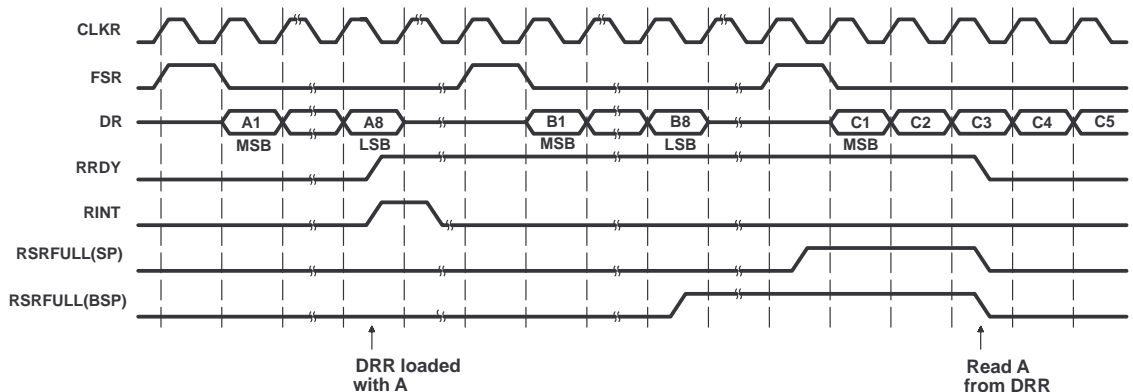 CLKR
FSR
DR A1 A8 B1 B8 C1 C2 C3 C4 C5
MSB LSB MSB LSB MSB
RRDY
RINT
RSRFULL(SP)
RSRFULL(BSP)
DRR loaded
with A
Read A
from DRR